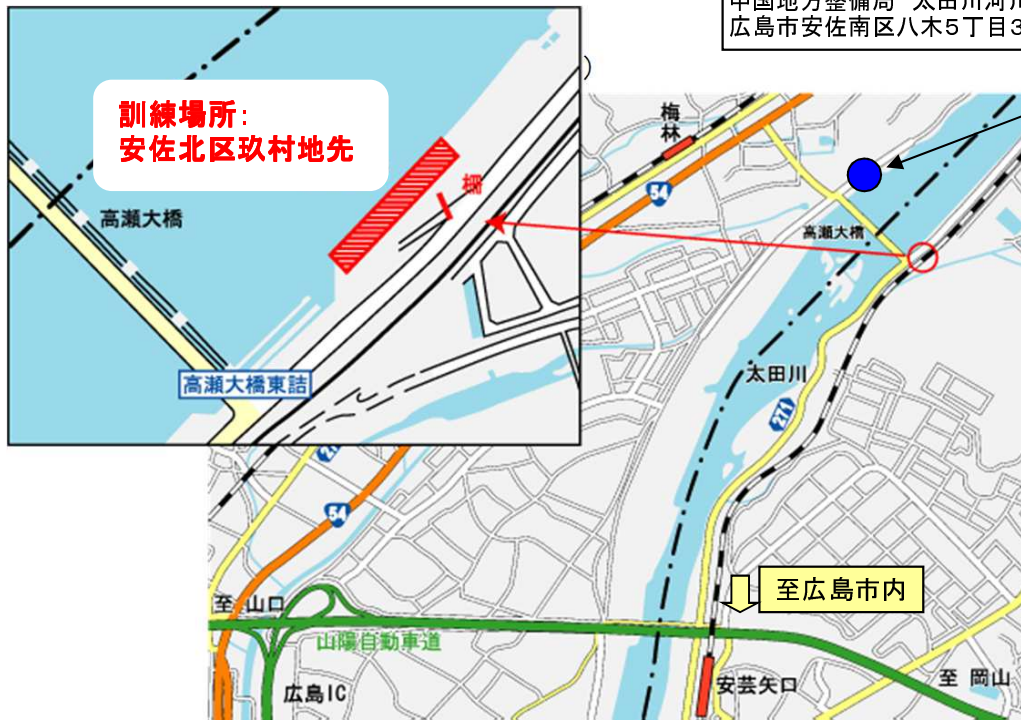 中国地方整備局 太田川河川
広島市安佐南区八木5丁目3
)
訓練場所:
安佐北区玖村地先
高瀬大橋
高瀬大橋東詰
梅林
54
高瀬大橋
太田川
271
54
至広島市内
至 山口
山陽自動車道
広島IC
安芸矢口
至 岡山